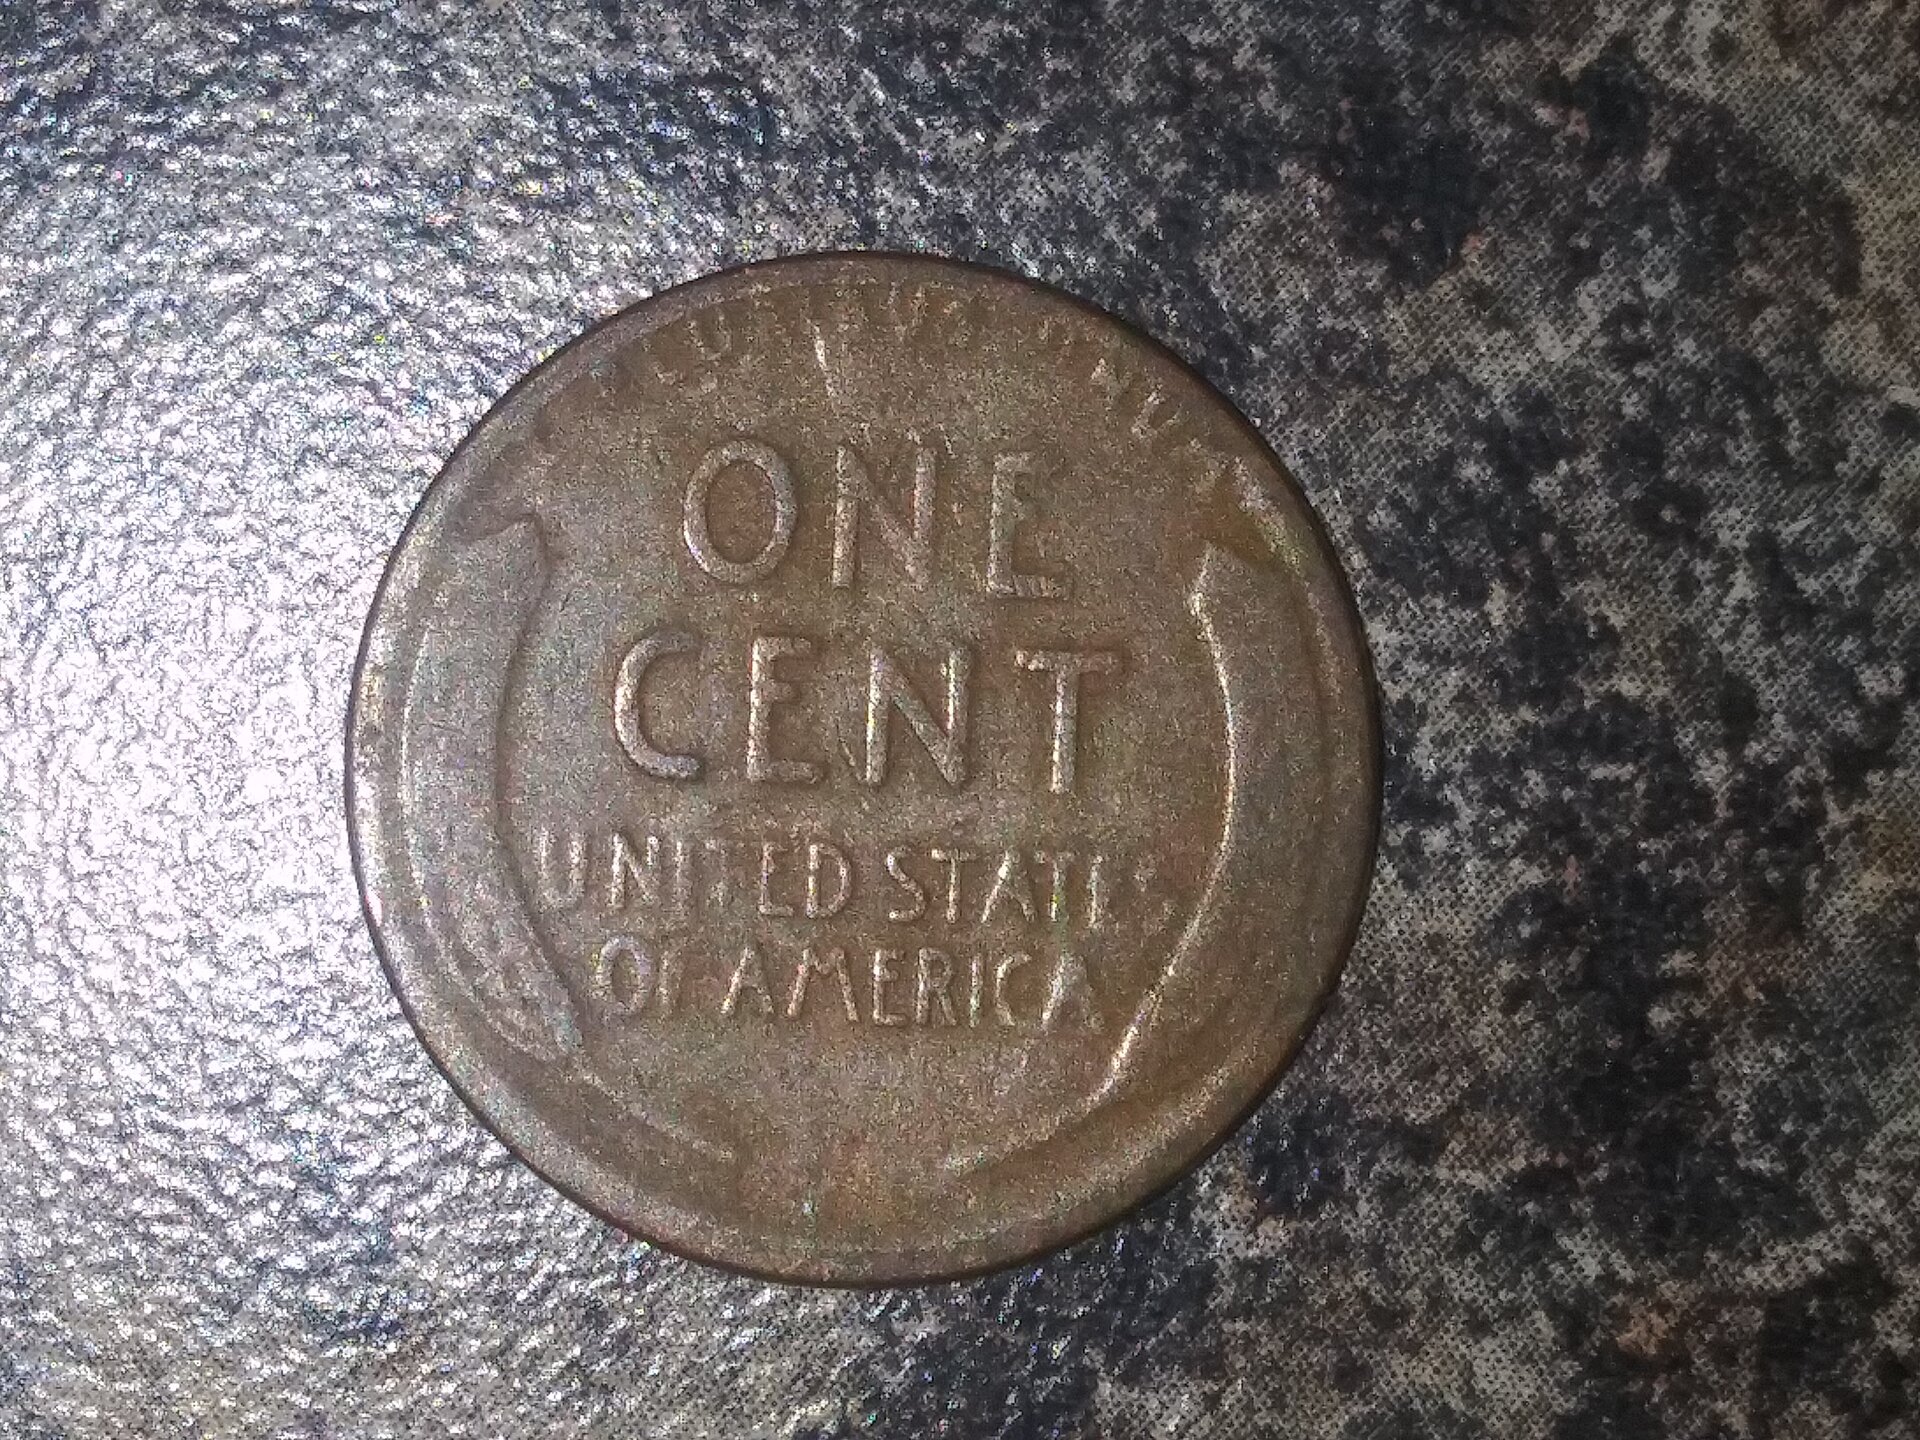 ONE
CENT
UNITED STATES
OF AMERICA